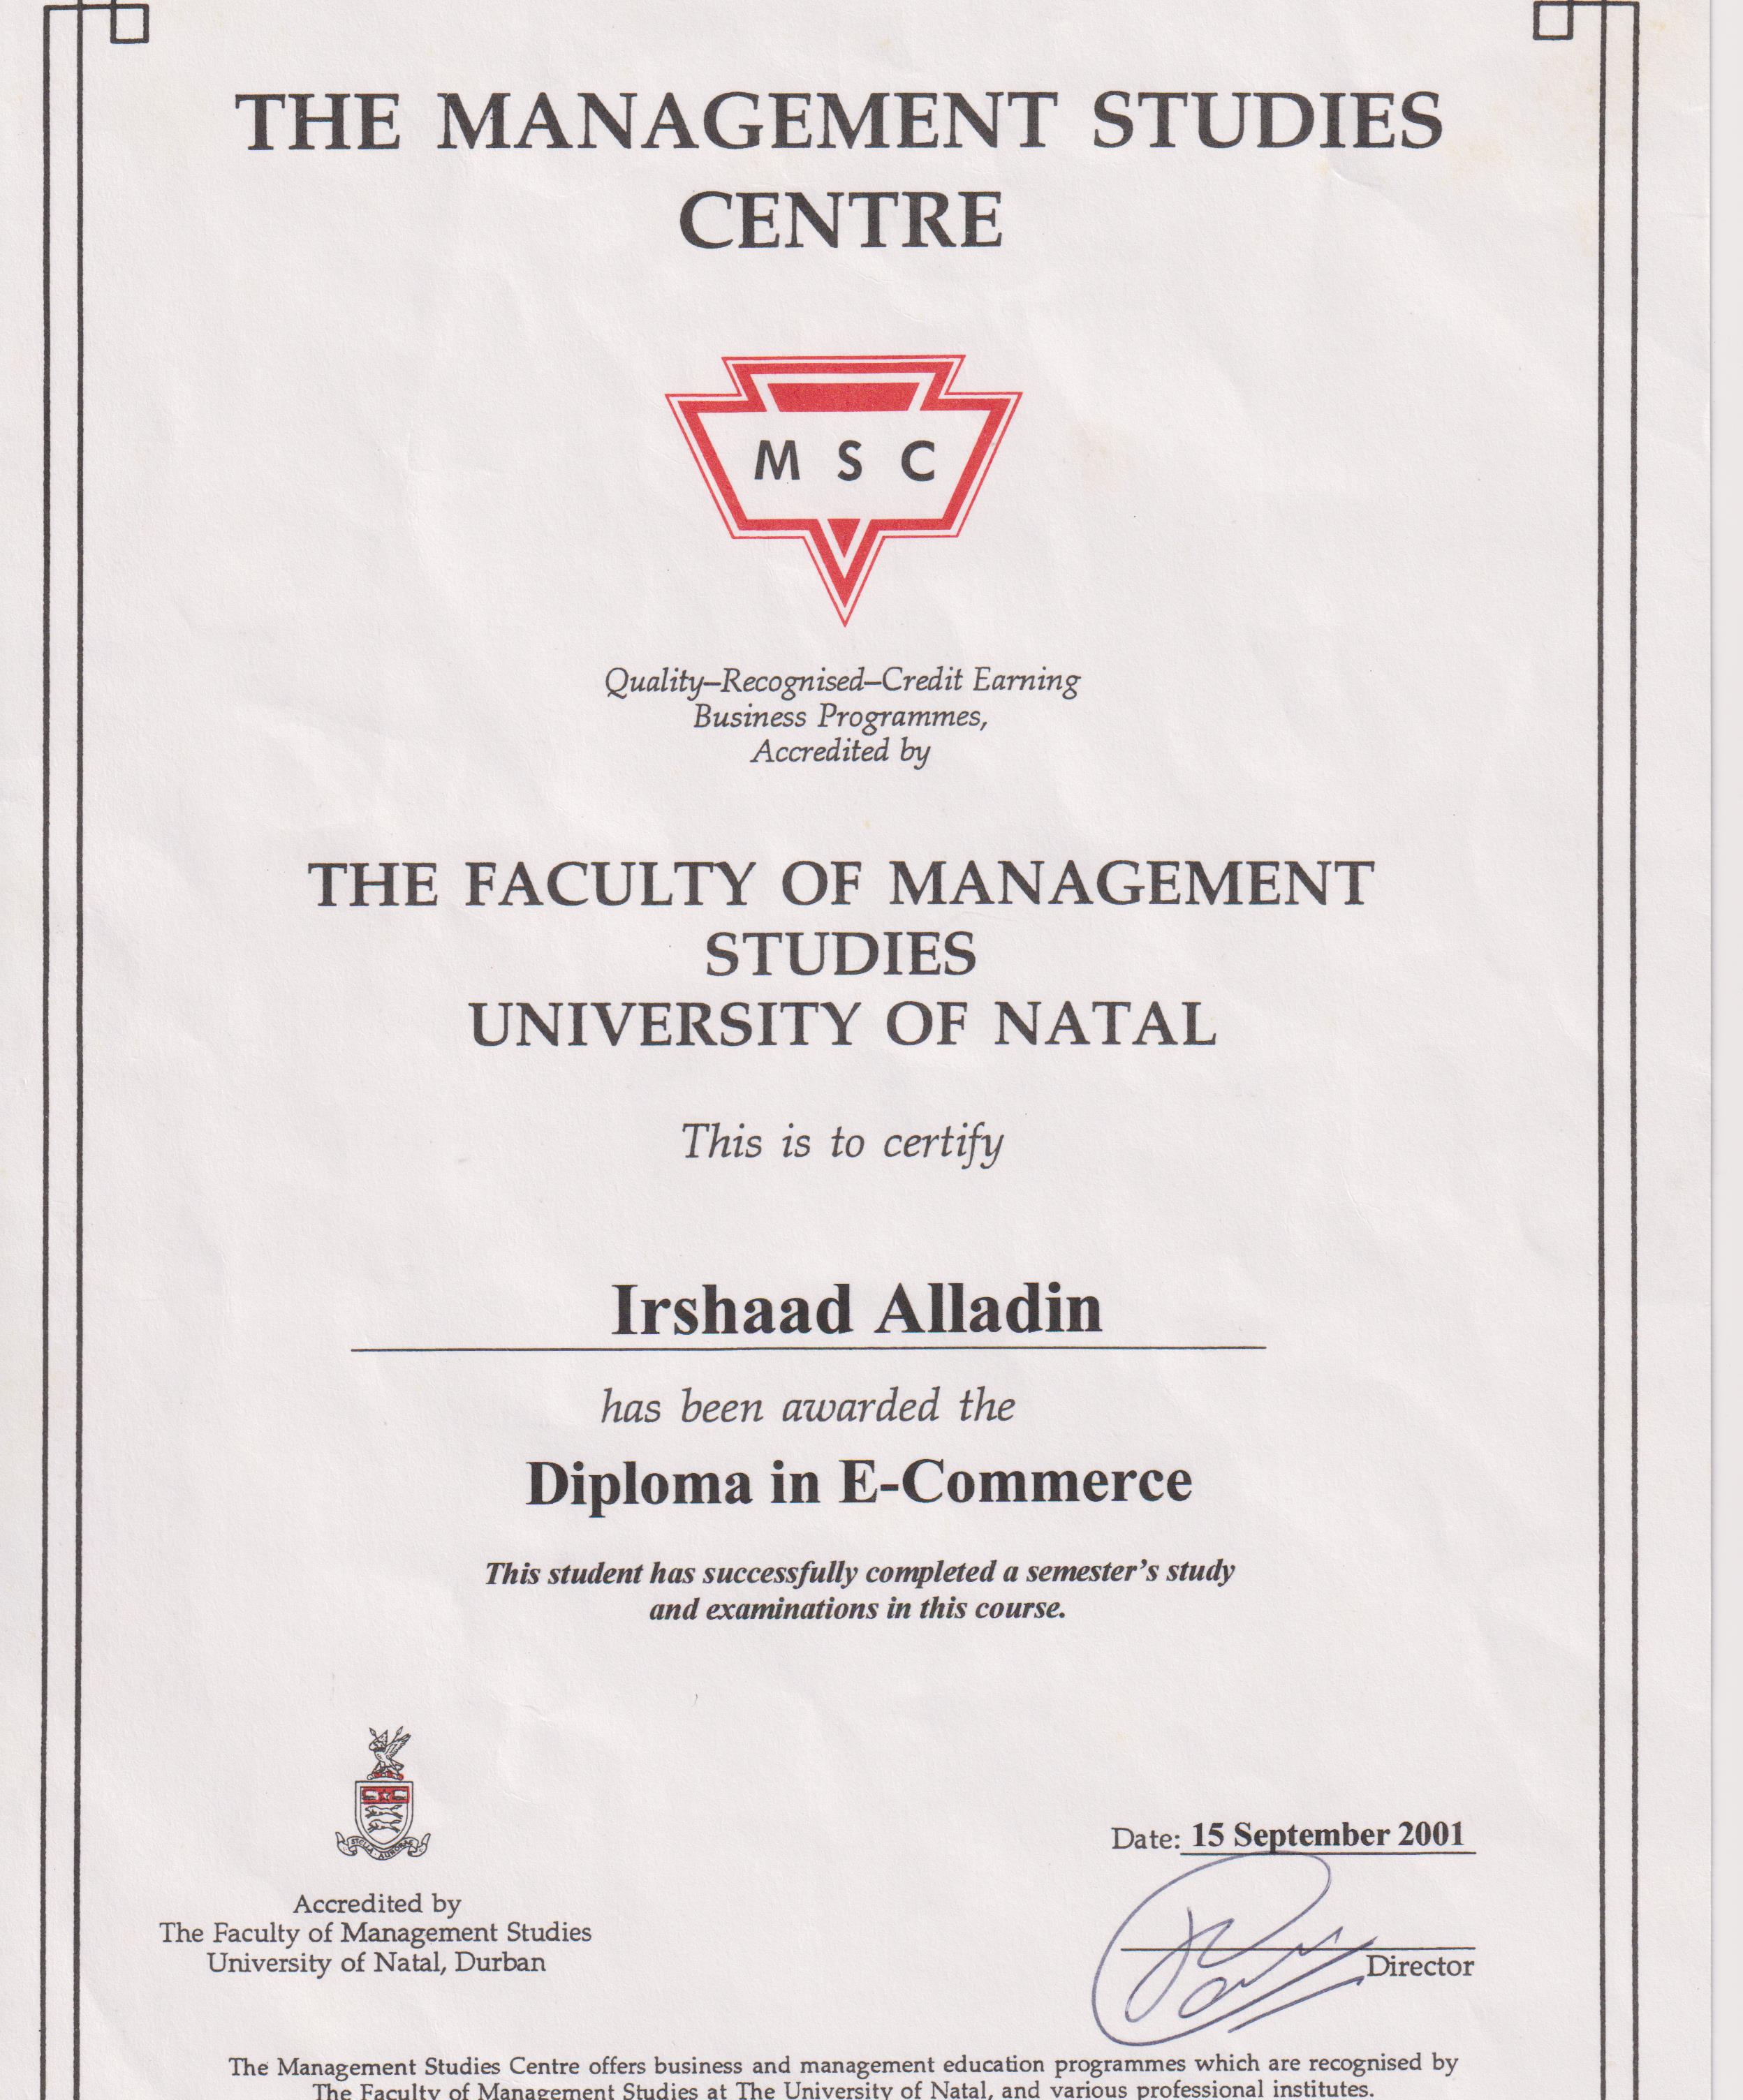 THE MANAGEMENT STUDIES
CENTRE
M S C
Quality–Recognised–Credit Earning
Business Programmes,
Accredited by
THE FACULTY OF MANAGEMENT
STUDIES
UNIVERSITY OF NATAL
This is to certify
Irshaad Alladin
has been awarded the
Diploma in E-Commerce
This student has successfully completed a semester's study
and examinations in this course.
STELLA AURORAE
Accredited by
The Faculty of Management Studies
University of Natal, Durban
Date: 15 September 2001
Director
The Management Studies Centre offers business and management education programmes which are recognised by
The Faculty of Management Studies at The University of Natal, and various professional institutes.